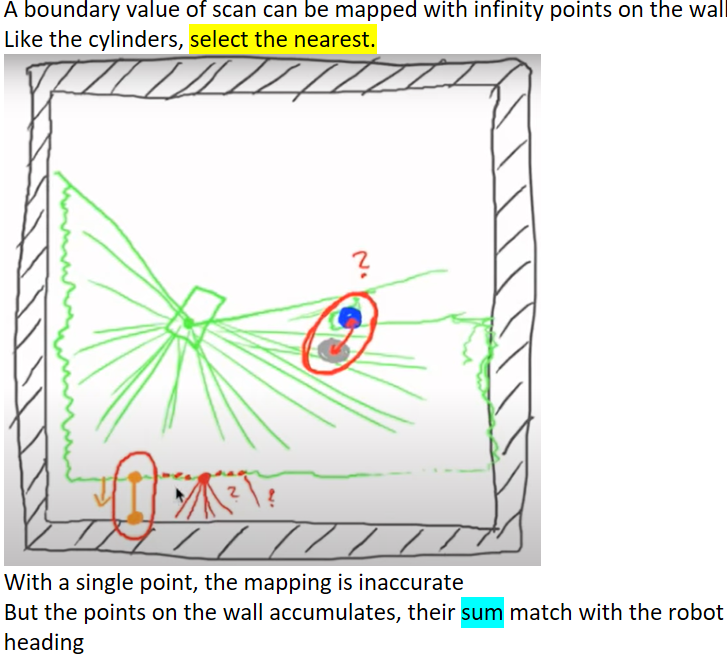 A boundary value of scan can be mapped with infinity points on the wall
Like the cylinders, select the nearest.
?
? !
With a single point, the mapping is inaccurate
But the points on the wall accumulates, their sum match with the robot
heading